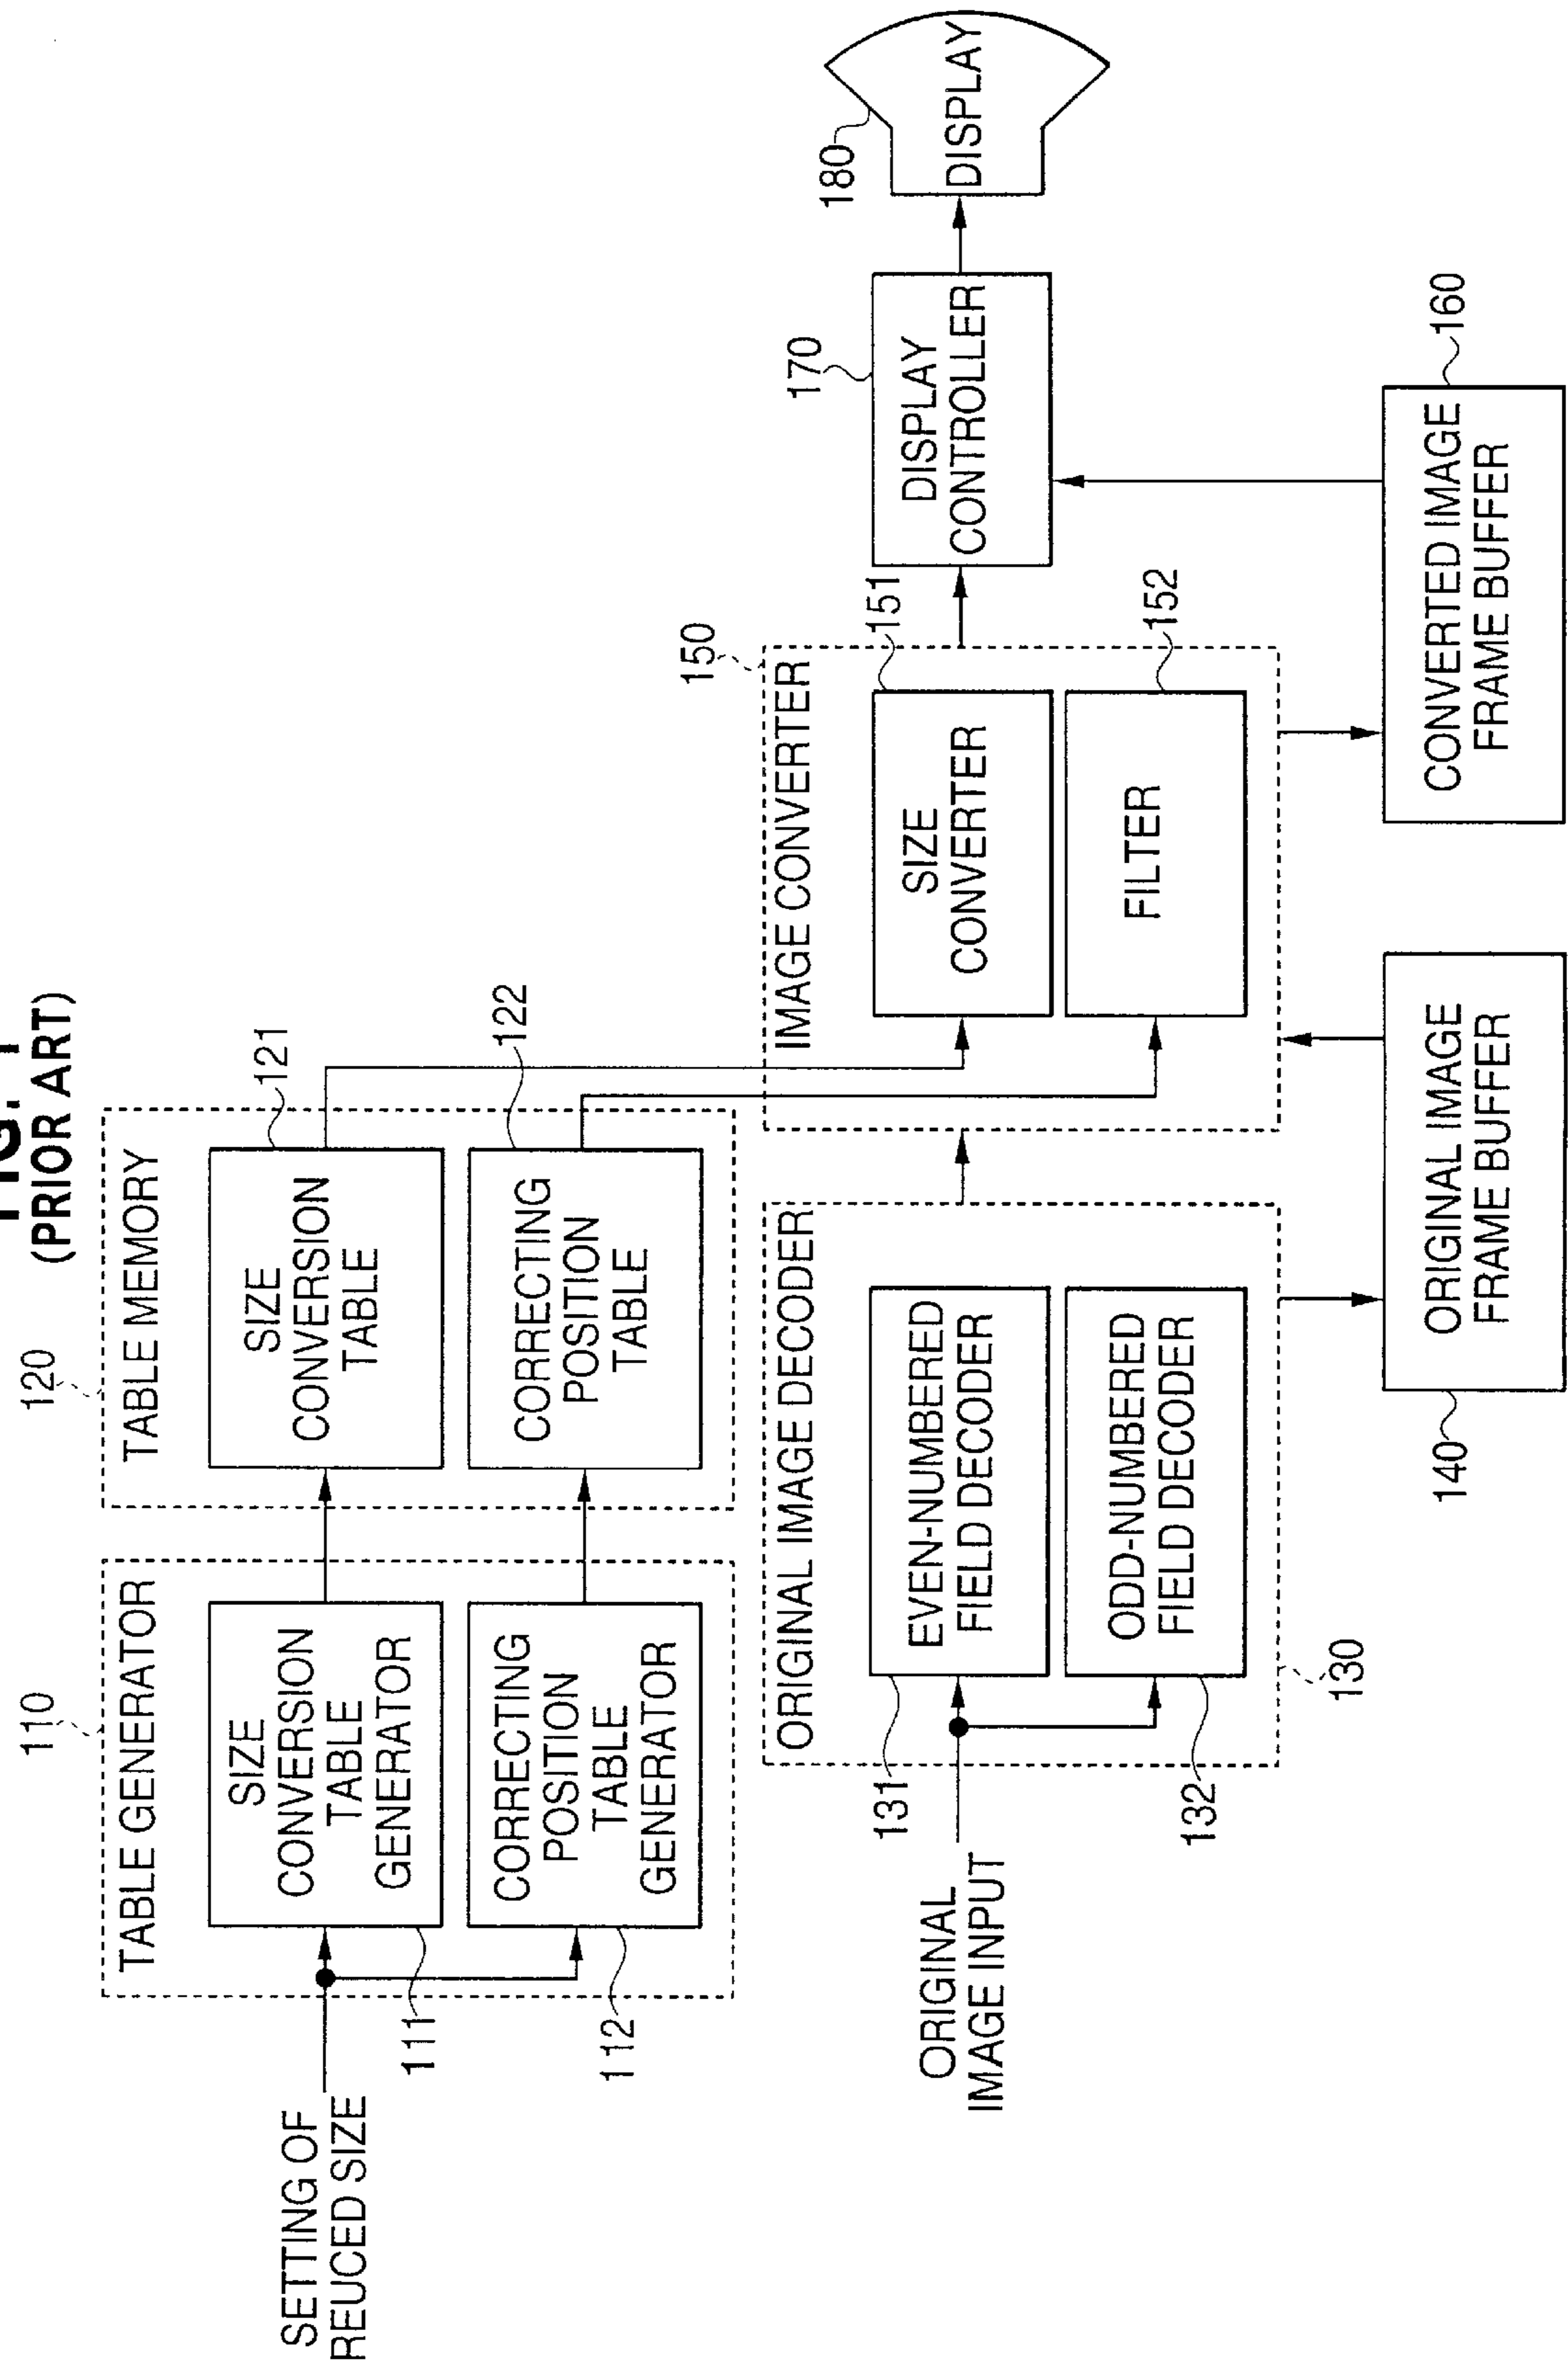 FIG. 1
(PRIOR ART)
SETTING OF
REUCED SIZE
110
TABLE GENERATOR
SIZE
CONVERSION
TABLE
GENERATOR
111
CORRECTING
POSITION
TABLE
GENERATOR
112
120
TABLE MEMORY
SIZE
CONVERSION
TABLE
121
CORRECTING
POSITION
TABLE
122
ORIGINAL
IMAGE INPUT
ORIGINAL IMAGE DECODER
131
EVEN-NUMBERED
FIELD DECODER
132
ODD-NUMBERED
FIELD DECODER
130
140
ORIGINAL IMAGE
FRAME BUFFER
150
IMAGE CONVERTER
151
SIZE
CONVERTER
152
FILTER
CONVERTED IMAGE
FRAME BUFFER
160
170
DISPLAY
CONTROLLER
180
DISPLAY